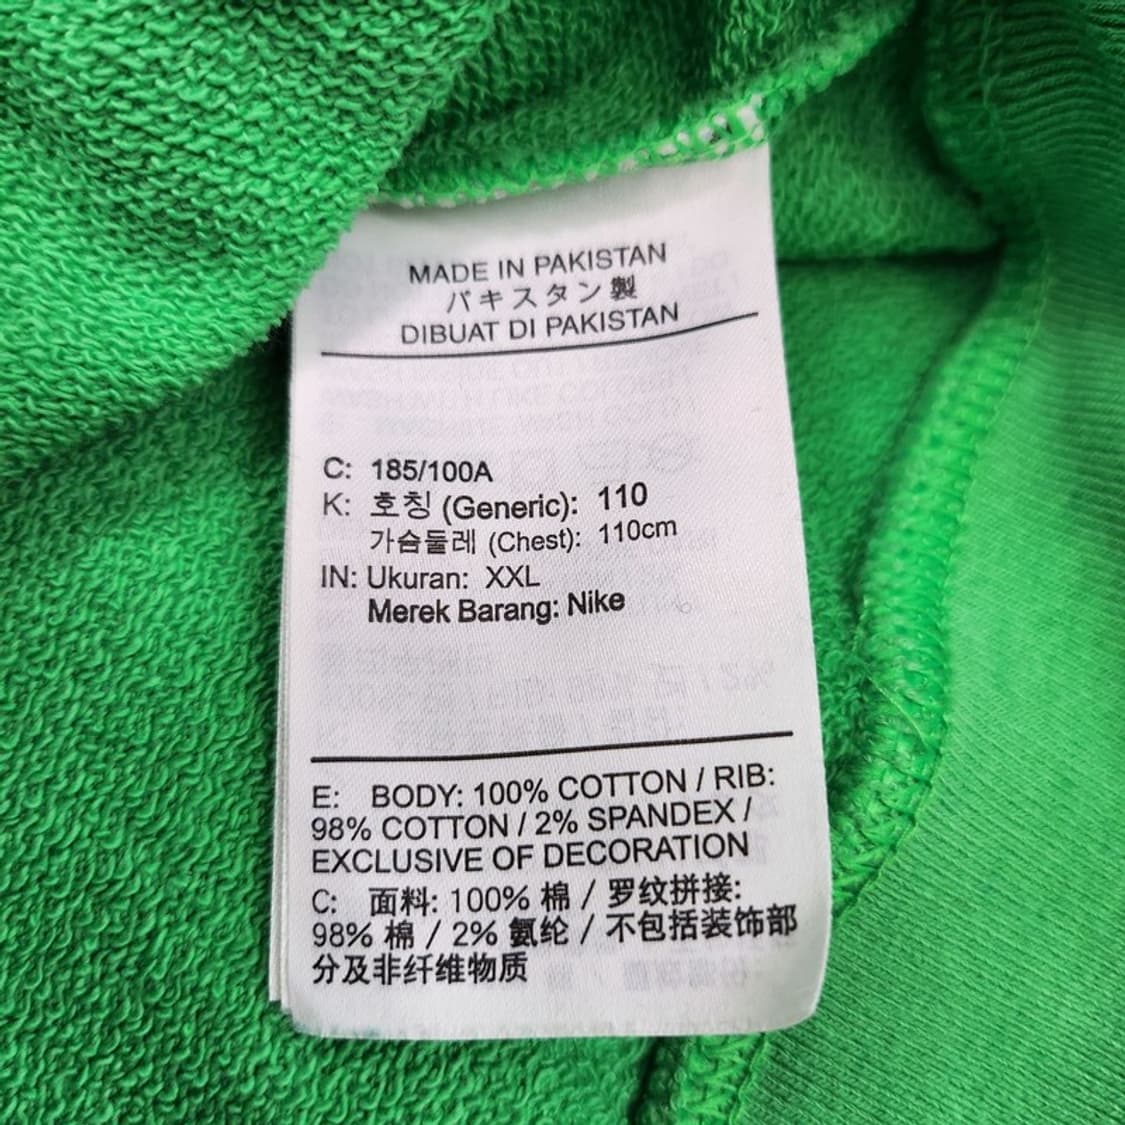 MADE IN PAKISTAN
パキスタン製
DIBUAT DI PAKISTAN
C: 185/100A
K: 호칭 (Generic): 110
가슴둘레 (Chest): 110cm
IN: Ukuran: XXL
Merek Barang: Nike
E: BODY: 100% COTTON / RIB:
98% COTTON / 2% SPANDEX /
EXCLUSIVE OF DECORATION
C: 面料: 100% 棉 / 罗纹拼接:
98% 棉 / 2% 氨纶 / 不包括装饰部
分及非纤维物质